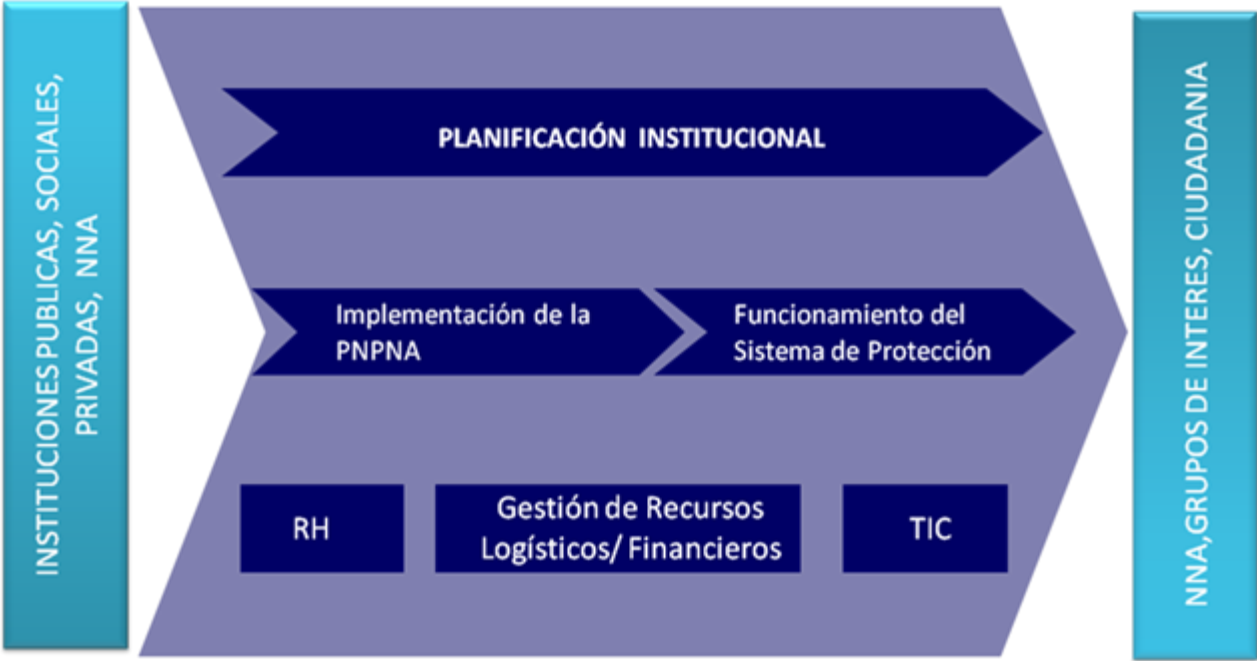 INSTITUCIONES PUBLICAS, SOCIALES,
PRIVADAS, NNA
PLANIFICACIÓN INSTITUCIONAL
Implementación de la
PNPNA
Funcionamiento del
Sistema de Protección
RH
Gestión de Recursos
Logísticos/ Financieros
TIC
NNA,GRUPOS DE INTERES, CIUDADANIA